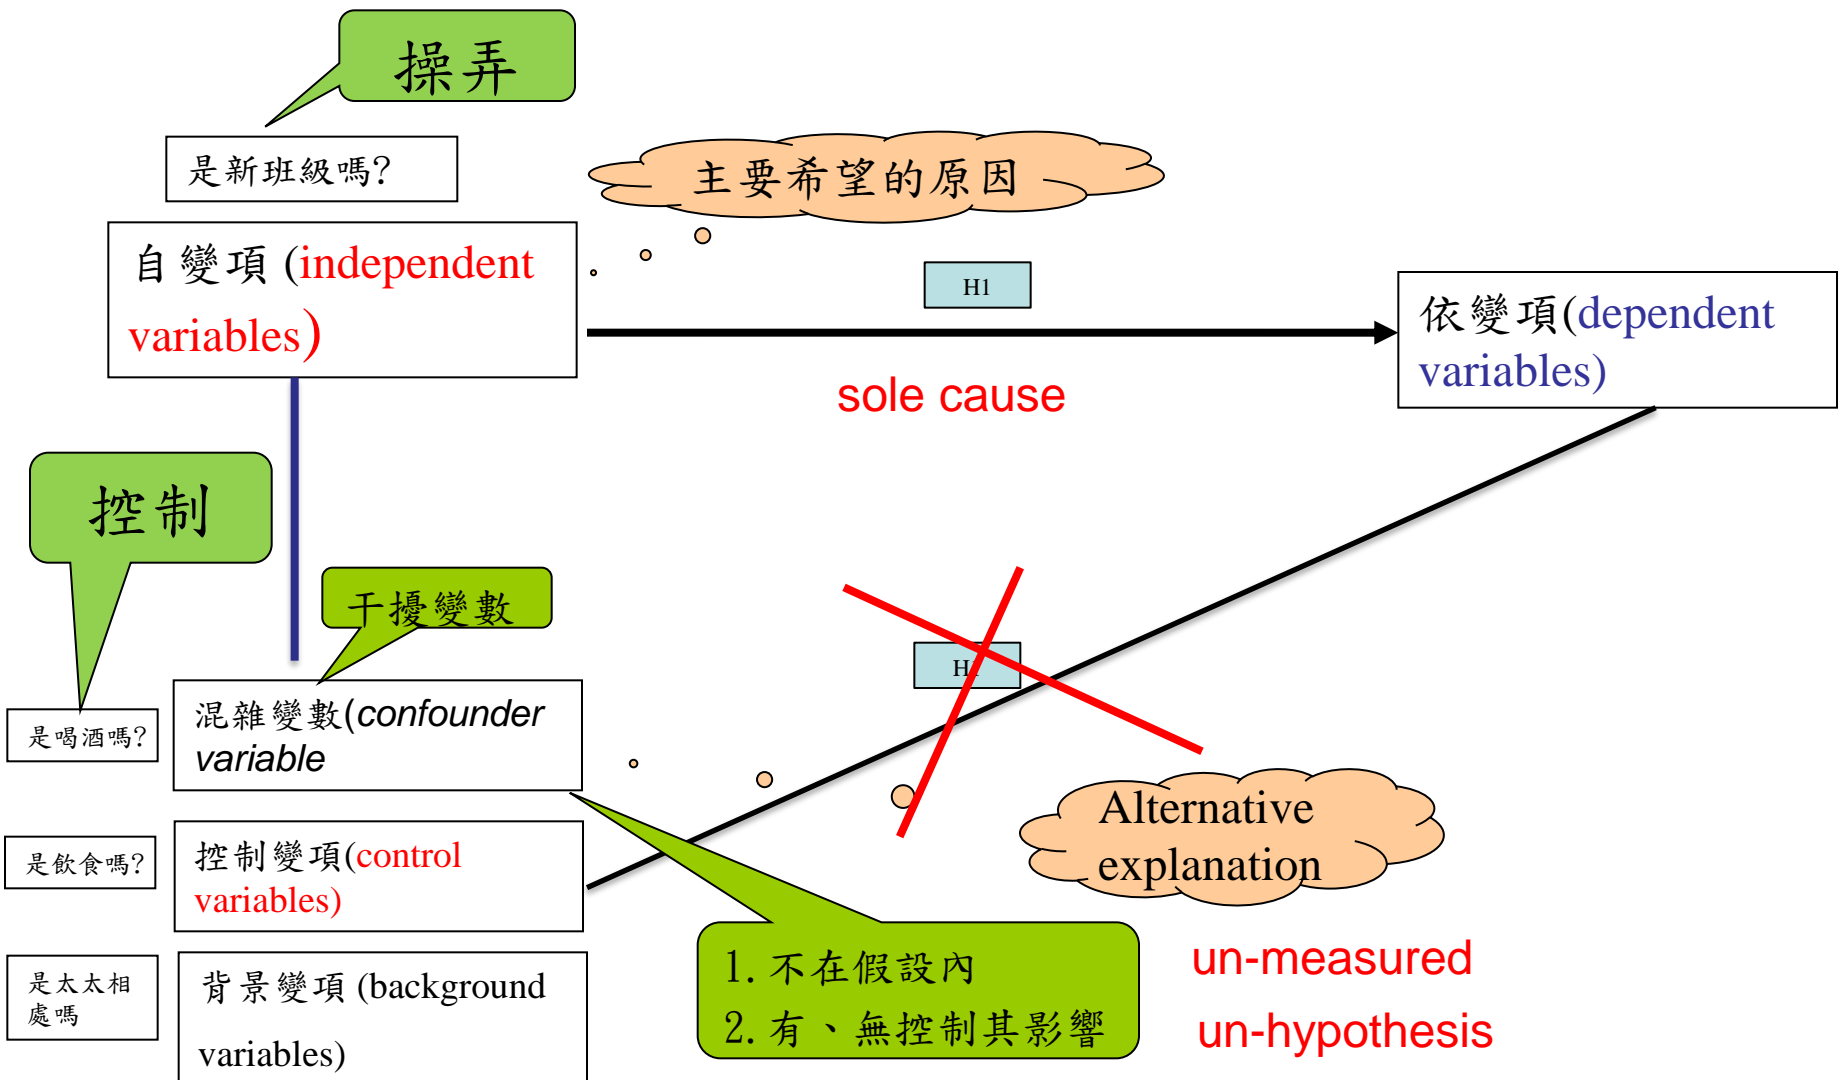 操弄
是新班級嗎?
主要希望的原因
自變項 (independent
variables)
H1
依變項(dependent
variables)
sole cause
控制
干擾變數
H1
是喝酒嗎?
混雜變數(confounder
variable
Alternative
explanation
是飲食嗎?
控制變項(control
variables)
1. 不在假設內
2. 有、無控制其影響
un-measured
un-hypothesis
是太太相
處嗎
背景變項 (background
variables)